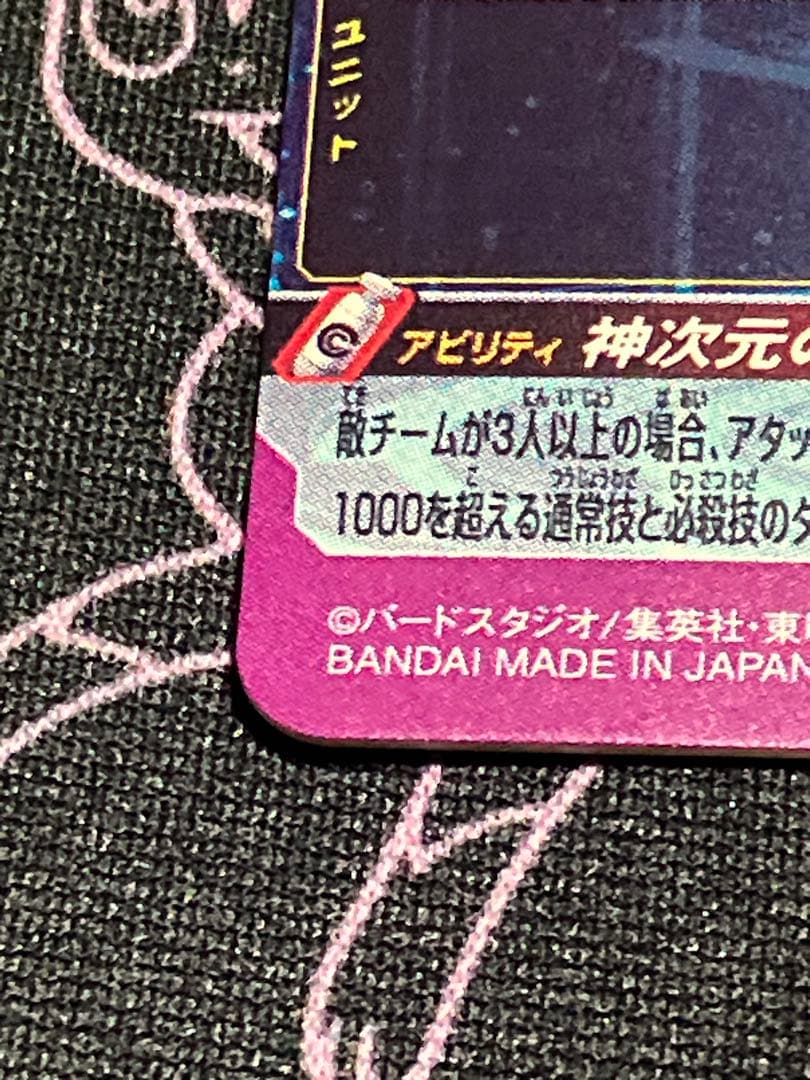 ユニット
C アビリティ 神次元の
敵チームが3人以上の場合、アタッ
1000を超える通常技と必殺技のダ
©バードスタジオ/集英社・東
BANDAI MADE IN JAPAN